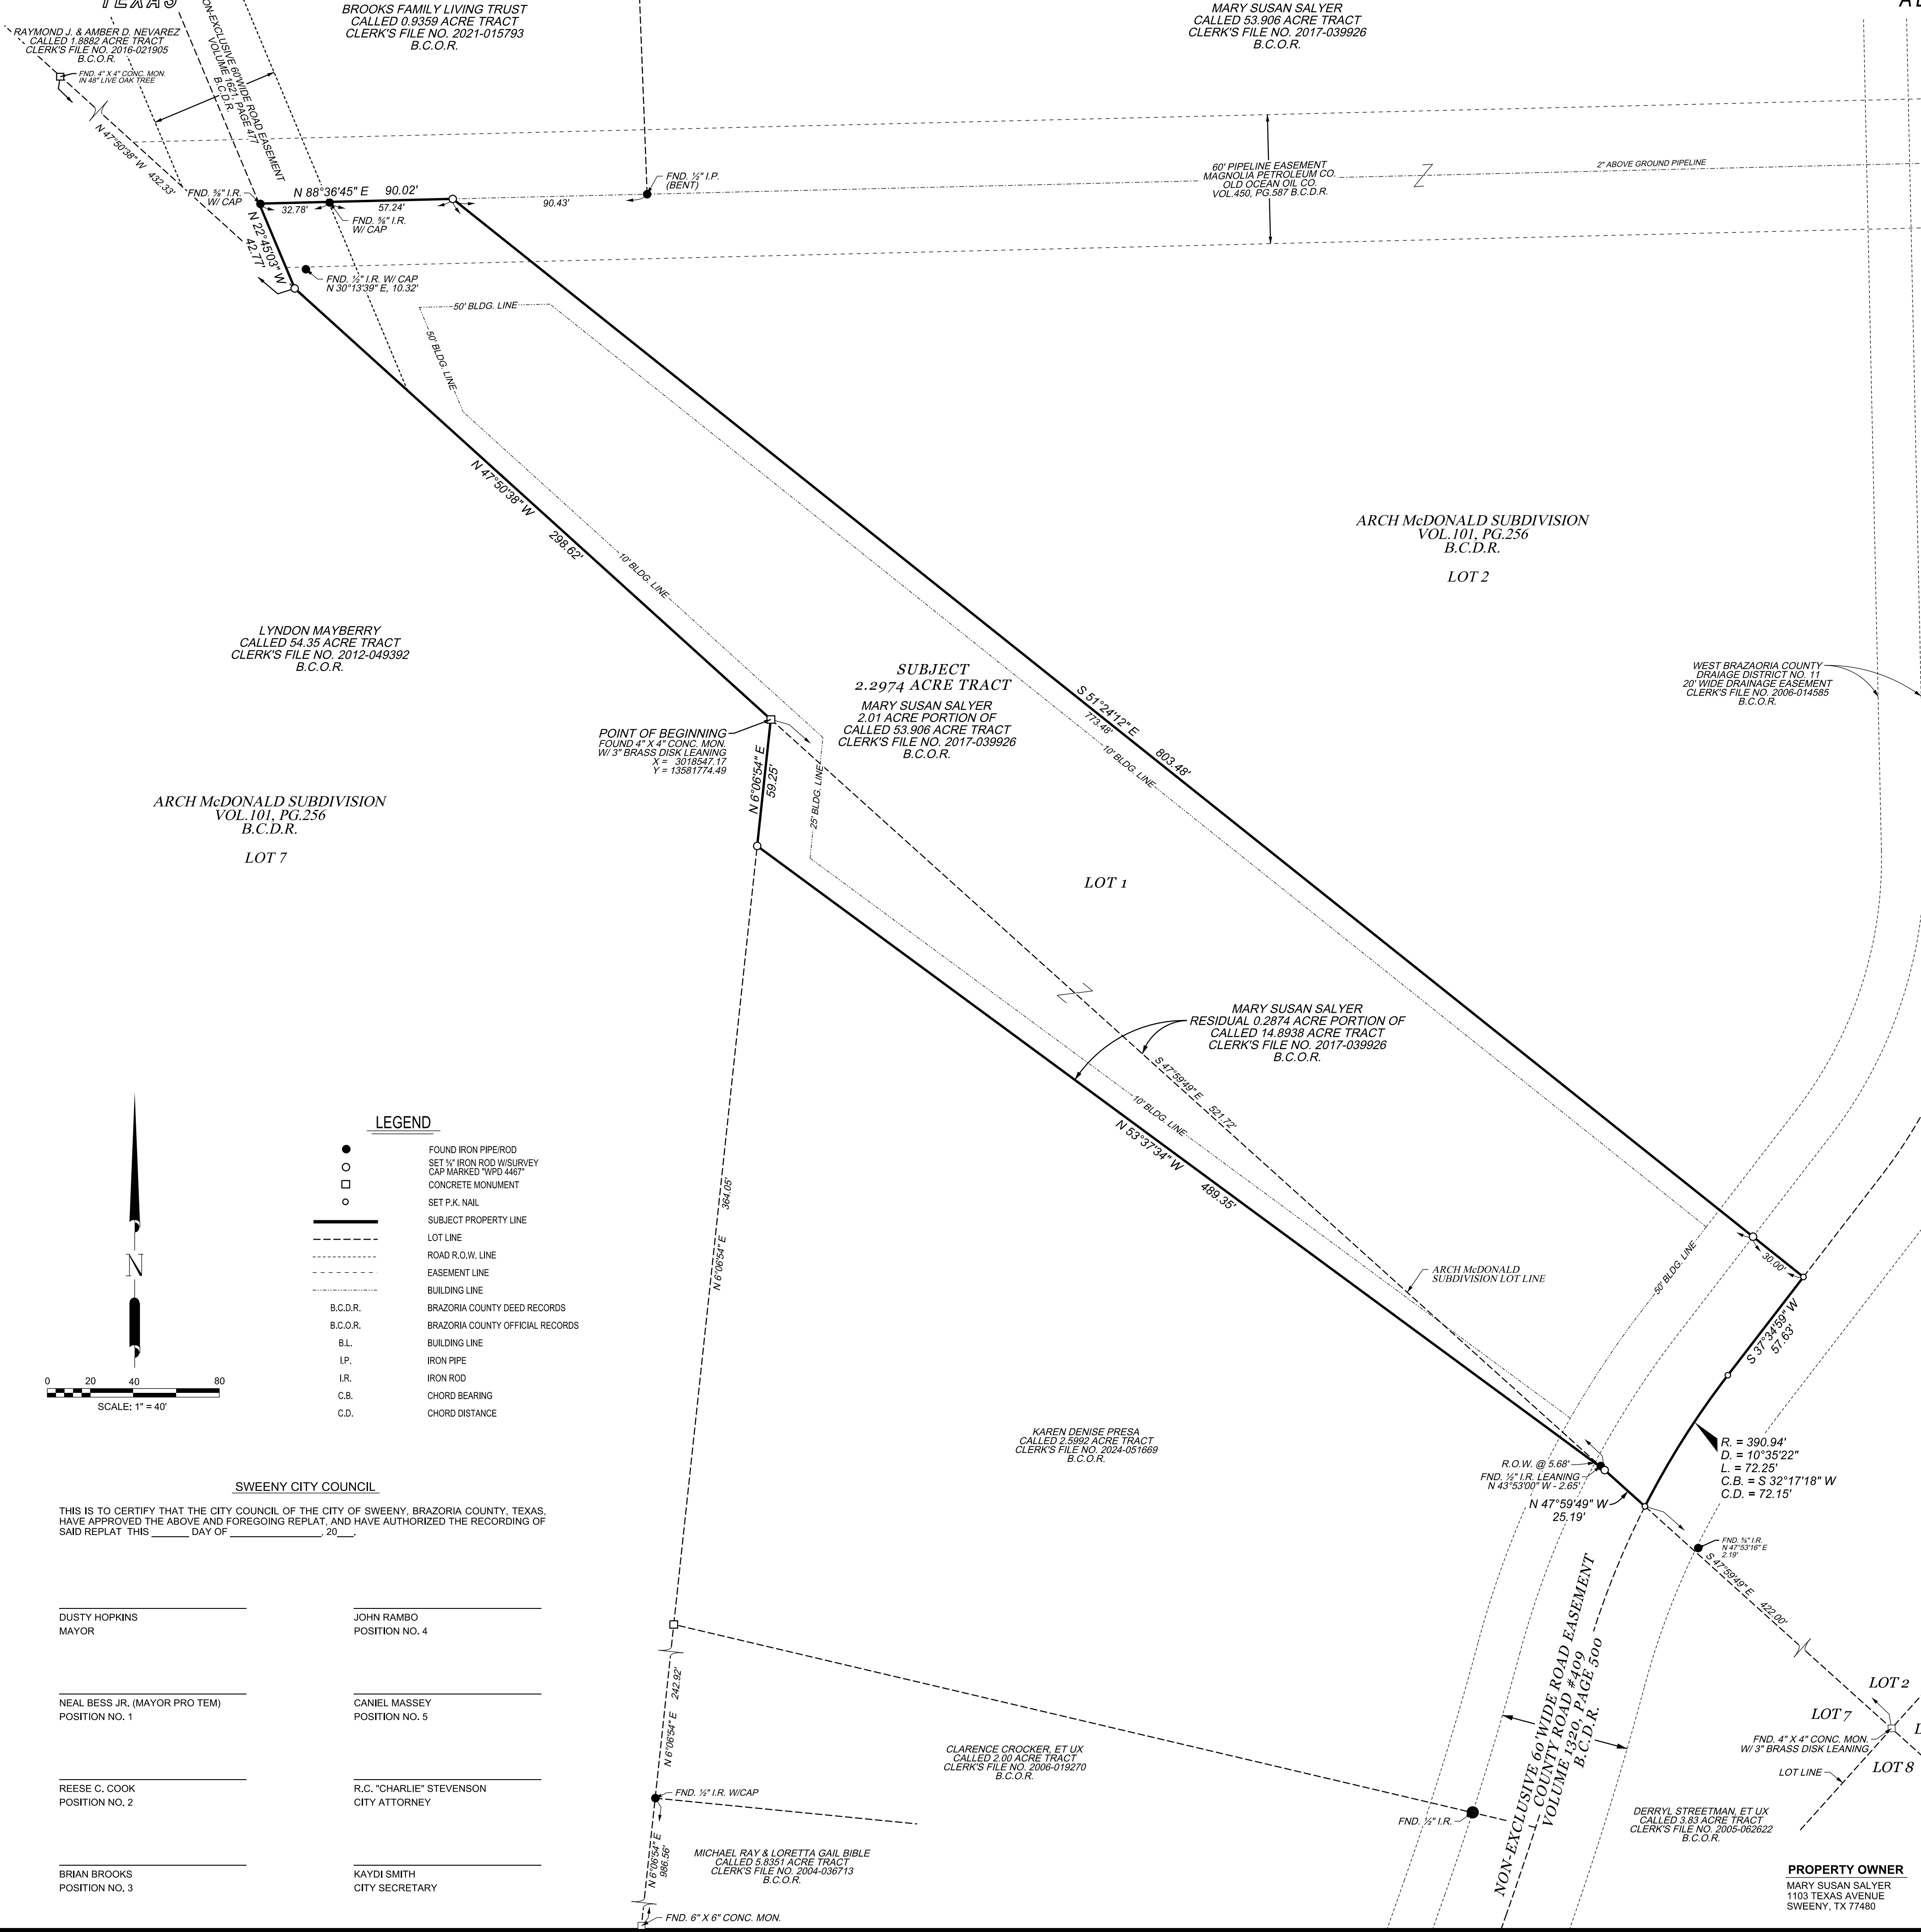 TEXAS
RAYMOND J. & AMBER D. NEVAREZ
CALLED 1.8882 ACRE TRACT
CLERK'S FILE NO. 2016-021905
B.C.O.R.
FND. 4" X 4" CONC. MON.
IN 48" LIVE OAK TREE
N 47°50'38" W 432.33'
NON-EXCLUSIVE 60'WIDE ROAD EASEMENT
VOLUME 1621, PAGE 477
B.C.D.R.
BROOKS FAMILY LIVING TRUST
CALLED 0.9359 ACRE TRACT
CLERK'S FILE NO. 2021-015793
B.C.O.R.
MARY SUSAN SALYER
CALLED 53.906 ACRE TRACT
CLERK'S FILE NO. 2017-039926
B.C.O.R.
60' PIPELINE EASEMENT
MAGNOLIA PETROLEUM CO.
OLD OCEAN OIL CO.
VOL.450, PG.587 B.C.D.R.
2" ABOVE GROUND PIPELINE
FND. ½" I.P.
(BENT)
FND. ⅝" I.R.
W/ CAP
N 88°36'45" E 90.02'
32.78'
57.24'
90.43'
FND. ⅝" I.R.
W/ CAP
N 22°45'03" W
42.77'
FND. ½" I.R. W/ CAP
N 30°13'39" E, 10.32'
50' BLDG. LINE
50' BLDG. LINE
N 47°50'38" W 298.62'
10' BLDG. LINE
ARCH McDONALD SUBDIVISION
VOL.101, PG.256
B.C.D.R.
LOT 2
LYNDON MAYBERRY
CALLED 54.35 ACRE TRACT
CLERK'S FILE NO. 2012-049392
B.C.O.R.
SUBJECT
2.2974 ACRE TRACT
MARY SUSAN SALYER
2.01 ACRE PORTION OF
CALLED 53.906 ACRE TRACT
CLERK'S FILE NO. 2017-039926
B.C.O.R.
S 51°24'12" E 803.48'
773.48'
10' BLDG. LINE
WEST BRAZAORIA COUNTY
DRAIAGE DISTRICT NO. 11
20' WIDE DRAINAGE EASEMENT
CLERK'S FILE NO. 2006-014585
B.C.O.R.
POINT OF BEGINNING
FOUND 4" X 4" CONC. MON.
W/ 3" BRASS DISK LEANING
X = 3018547.17
Y = 13581774.49
N 6°06'54" E
59.25'
25' BLDG. LINE
ARCH McDONALD SUBDIVISION
VOL.101, PG.256
B.C.D.R.
LOT 7
LOT 1
MARY SUSAN SALYER
RESIDUAL 0.2874 ACRE PORTION OF
CALLED 14.8938 ACRE TRACT
CLERK'S FILE NO. 2017-039926
B.C.O.R.
S 47°59'49" E 521.72'
10' BLDG. LINE
N 53°37'34" W 489.35'
N 6°06'54" E 364.05'
ARCH McDONALD
SUBDIVISION LOT LINE
50' BLDG. LINE
30.00'
S 37°34'59" W
57.63'
N
0 20 40 80
SCALE: 1" = 40'
LEGEND
FOUND IRON PIPE/ROD
SET ⅝" IRON ROD W/SURVEY
CAP MARKED "WPD 4467"
CONCRETE MONUMENT
SET P.K. NAIL
SUBJECT PROPERTY LINE
LOT LINE
ROAD R.O.W. LINE
EASEMENT LINE
BUILDING LINE
B.C.D.R. BRAZORIA COUNTY DEED RECORDS
B.C.O.R. BRAZORIA COUNTY OFFICIAL RECORDS
B.L. BUILDING LINE
I.P. IRON PIPE
I.R. IRON ROD
C.B. CHORD BEARING
C.D. CHORD DISTANCE
KAREN DENISE PRESA
CALLED 2.5992 ACRE TRACT
CLERK'S FILE NO. 2024-051669
B.C.O.R.
R.O.W. @ 5.68'
FND. ½" I.R. LEANING
N 43°53'00" W - 2.65'
N 47°59'49" W
25.19'
R. = 390.94'
D. = 10°35'22"
L. = 72.25'
C.B. = S 32°17'18" W
C.D. = 72.15'
FND. ⅝" I.R.
N 47°53'16" E
2.19'
S 47°59'49" E 422.00'
SWEENY CITY COUNCIL
THIS IS TO CERTIFY THAT THE CITY COUNCIL OF THE CITY OF SWEENY, BRAZORIA COUNTY, TEXAS,
HAVE APPROVED THE ABOVE AND FOREGOING REPLAT, AND HAVE AUTHORIZED THE RECORDING OF
SAID REPLAT THIS ______ DAY OF ______________, 20___.
DUSTY HOPKINS
MAYOR
JOHN RAMBO
POSITION NO. 4
NEAL BESS JR. (MAYOR PRO TEM)
POSITION NO. 1
CANIEL MASSEY
POSITION NO. 5
REESE C. COOK
POSITION NO. 2
R.C. "CHARLIE" STEVENSON
CITY ATTORNEY
BRIAN BROOKS
POSITION NO. 3
KAYDI SMITH
CITY SECRETARY
N 6°06'54" E 242.92'
FND. ½" I.R. W/CAP
N 6°06'54" E
986.56'
FND. 6" X 6" CONC. MON.
MICHAEL RAY & LORETTA GAIL BIBLE
CALLED 5.8351 ACRE TRACT
CLERK'S FILE NO. 2004-036713
B.C.O.R.
CLARENCE CROCKER, ET UX
CALLED 2.00 ACRE TRACT
CLERK'S FILE NO. 2006-019270
B.C.O.R.
FND. ½" I.R.
NON-EXCLUSIVE 60'WIDE ROAD EASEMENT
COUNTY ROAD #409
VOLUME 1320, PAGE 500
B.C.D.R.
LOT 2
LOT 7
FND. 4" X 4" CONC. MON.
W/ 3" BRASS DISK LEANING
LOT LINE
LOT 8
DERRYL STREETMAN, ET UX
CALLED 3.83 ACRE TRACT
CLERK'S FILE NO. 2005-062622
B.C.O.R.
PROPERTY OWNER
MARY SUSAN SALYER
1103 TEXAS AVENUE
SWEENY, TX 77480